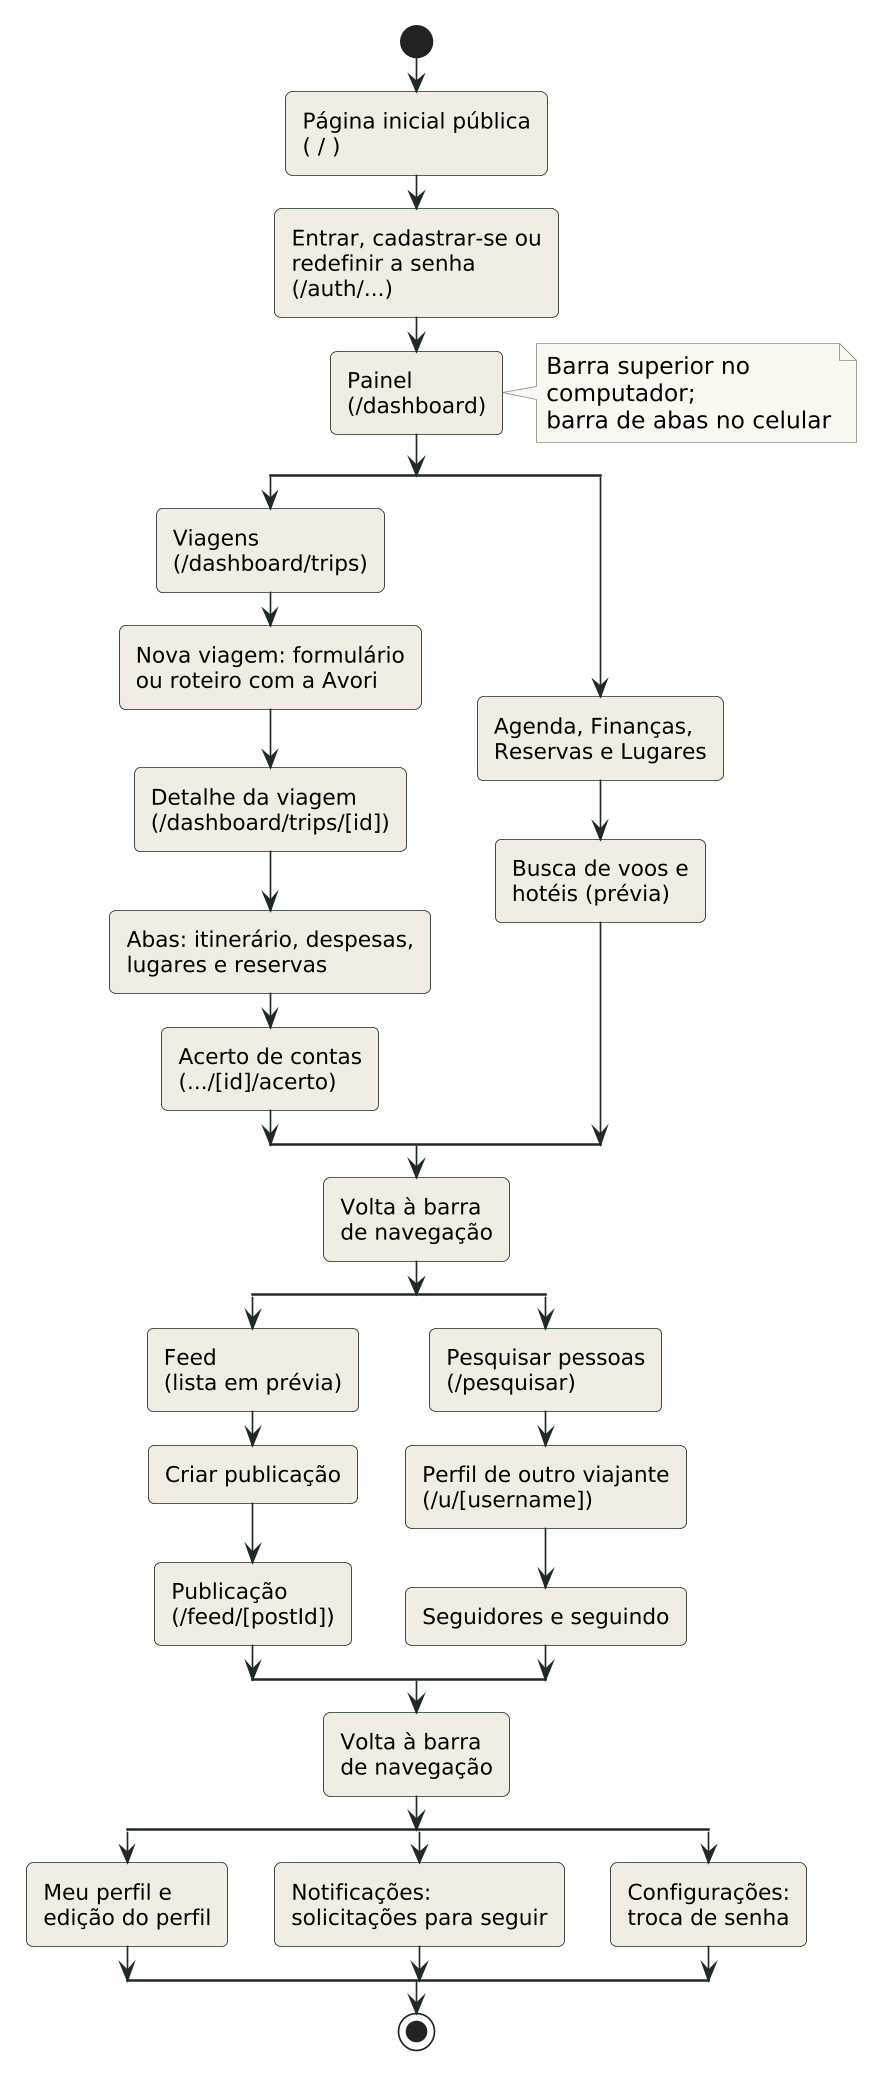 Página inicial pública
( / )
Entrar, cadastrar-se ou
redefinir a senha
(/auth/...)
Painel
(/dashboard)
Barra superior no
computador;
barra de abas no celular
Viagens
(/dashboard/trips)
Nova viagem: formulário
ou roteiro com a Avori
Detalhe da viagem
(/dashboard/trips/[id])
Abas: itinerário, despesas,
lugares e reservas
Acerto de contas
(.../[id]/acerto)
Agenda, Finanças,
Reservas e Lugares
Busca de voos e
hotéis (prévia)
Volta à barra
de navegação
Feed
(lista em prévia)
Criar publicação
Publicação
(/feed/[postId])
Pesquisar pessoas
(/pesquisar)
Perfil de outro viajante
(/u/[username])
Seguidores e seguindo
Volta à barra
de navegação
Meu perfil e
edição do perfil
Notificações:
solicitações para seguir
Configurações:
troca de senha